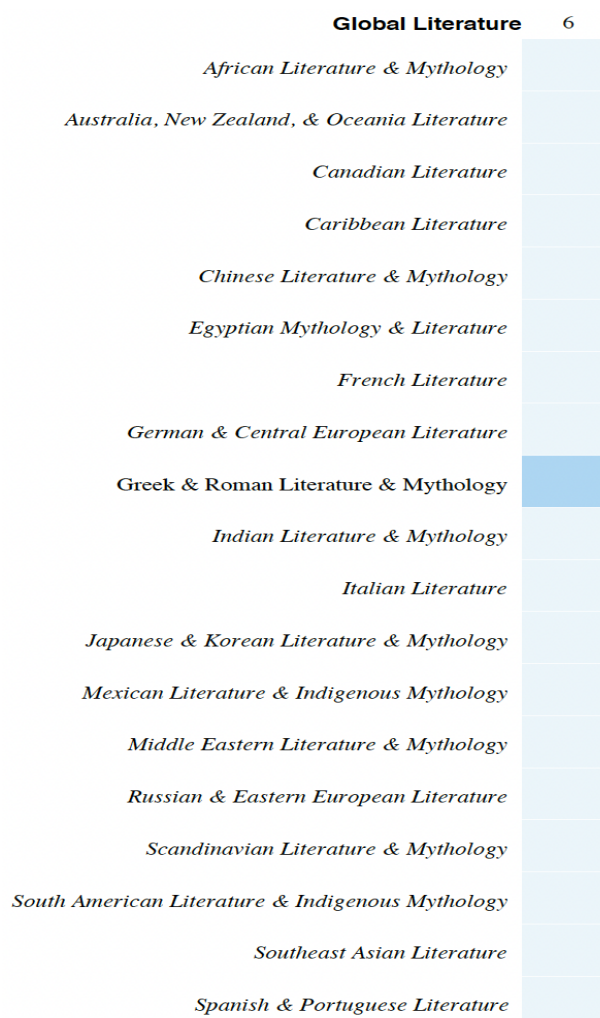 Global Literature 6
African Literature & Mythology
Australia, New Zealand, & Oceania Literature
Canadian Literature
Caribbean Literature
Chinese Literature & Mythology
Egyptian Mythology & Literature
French Literature
German & Central European Literature
Greek & Roman Literature & Mythology
Indian Literature & Mythology
Italian Literature
Japanese & Korean Literature & Mythology
Mexican Literature & Indigenous Mythology
Middle Eastern Literature & Mythology
Russian & Eastern European Literature
Scandinavian Literature & Mythology
South American Literature & Indigenous Mythology
Southeast Asian Literature
Spanish & Portuguese Literature